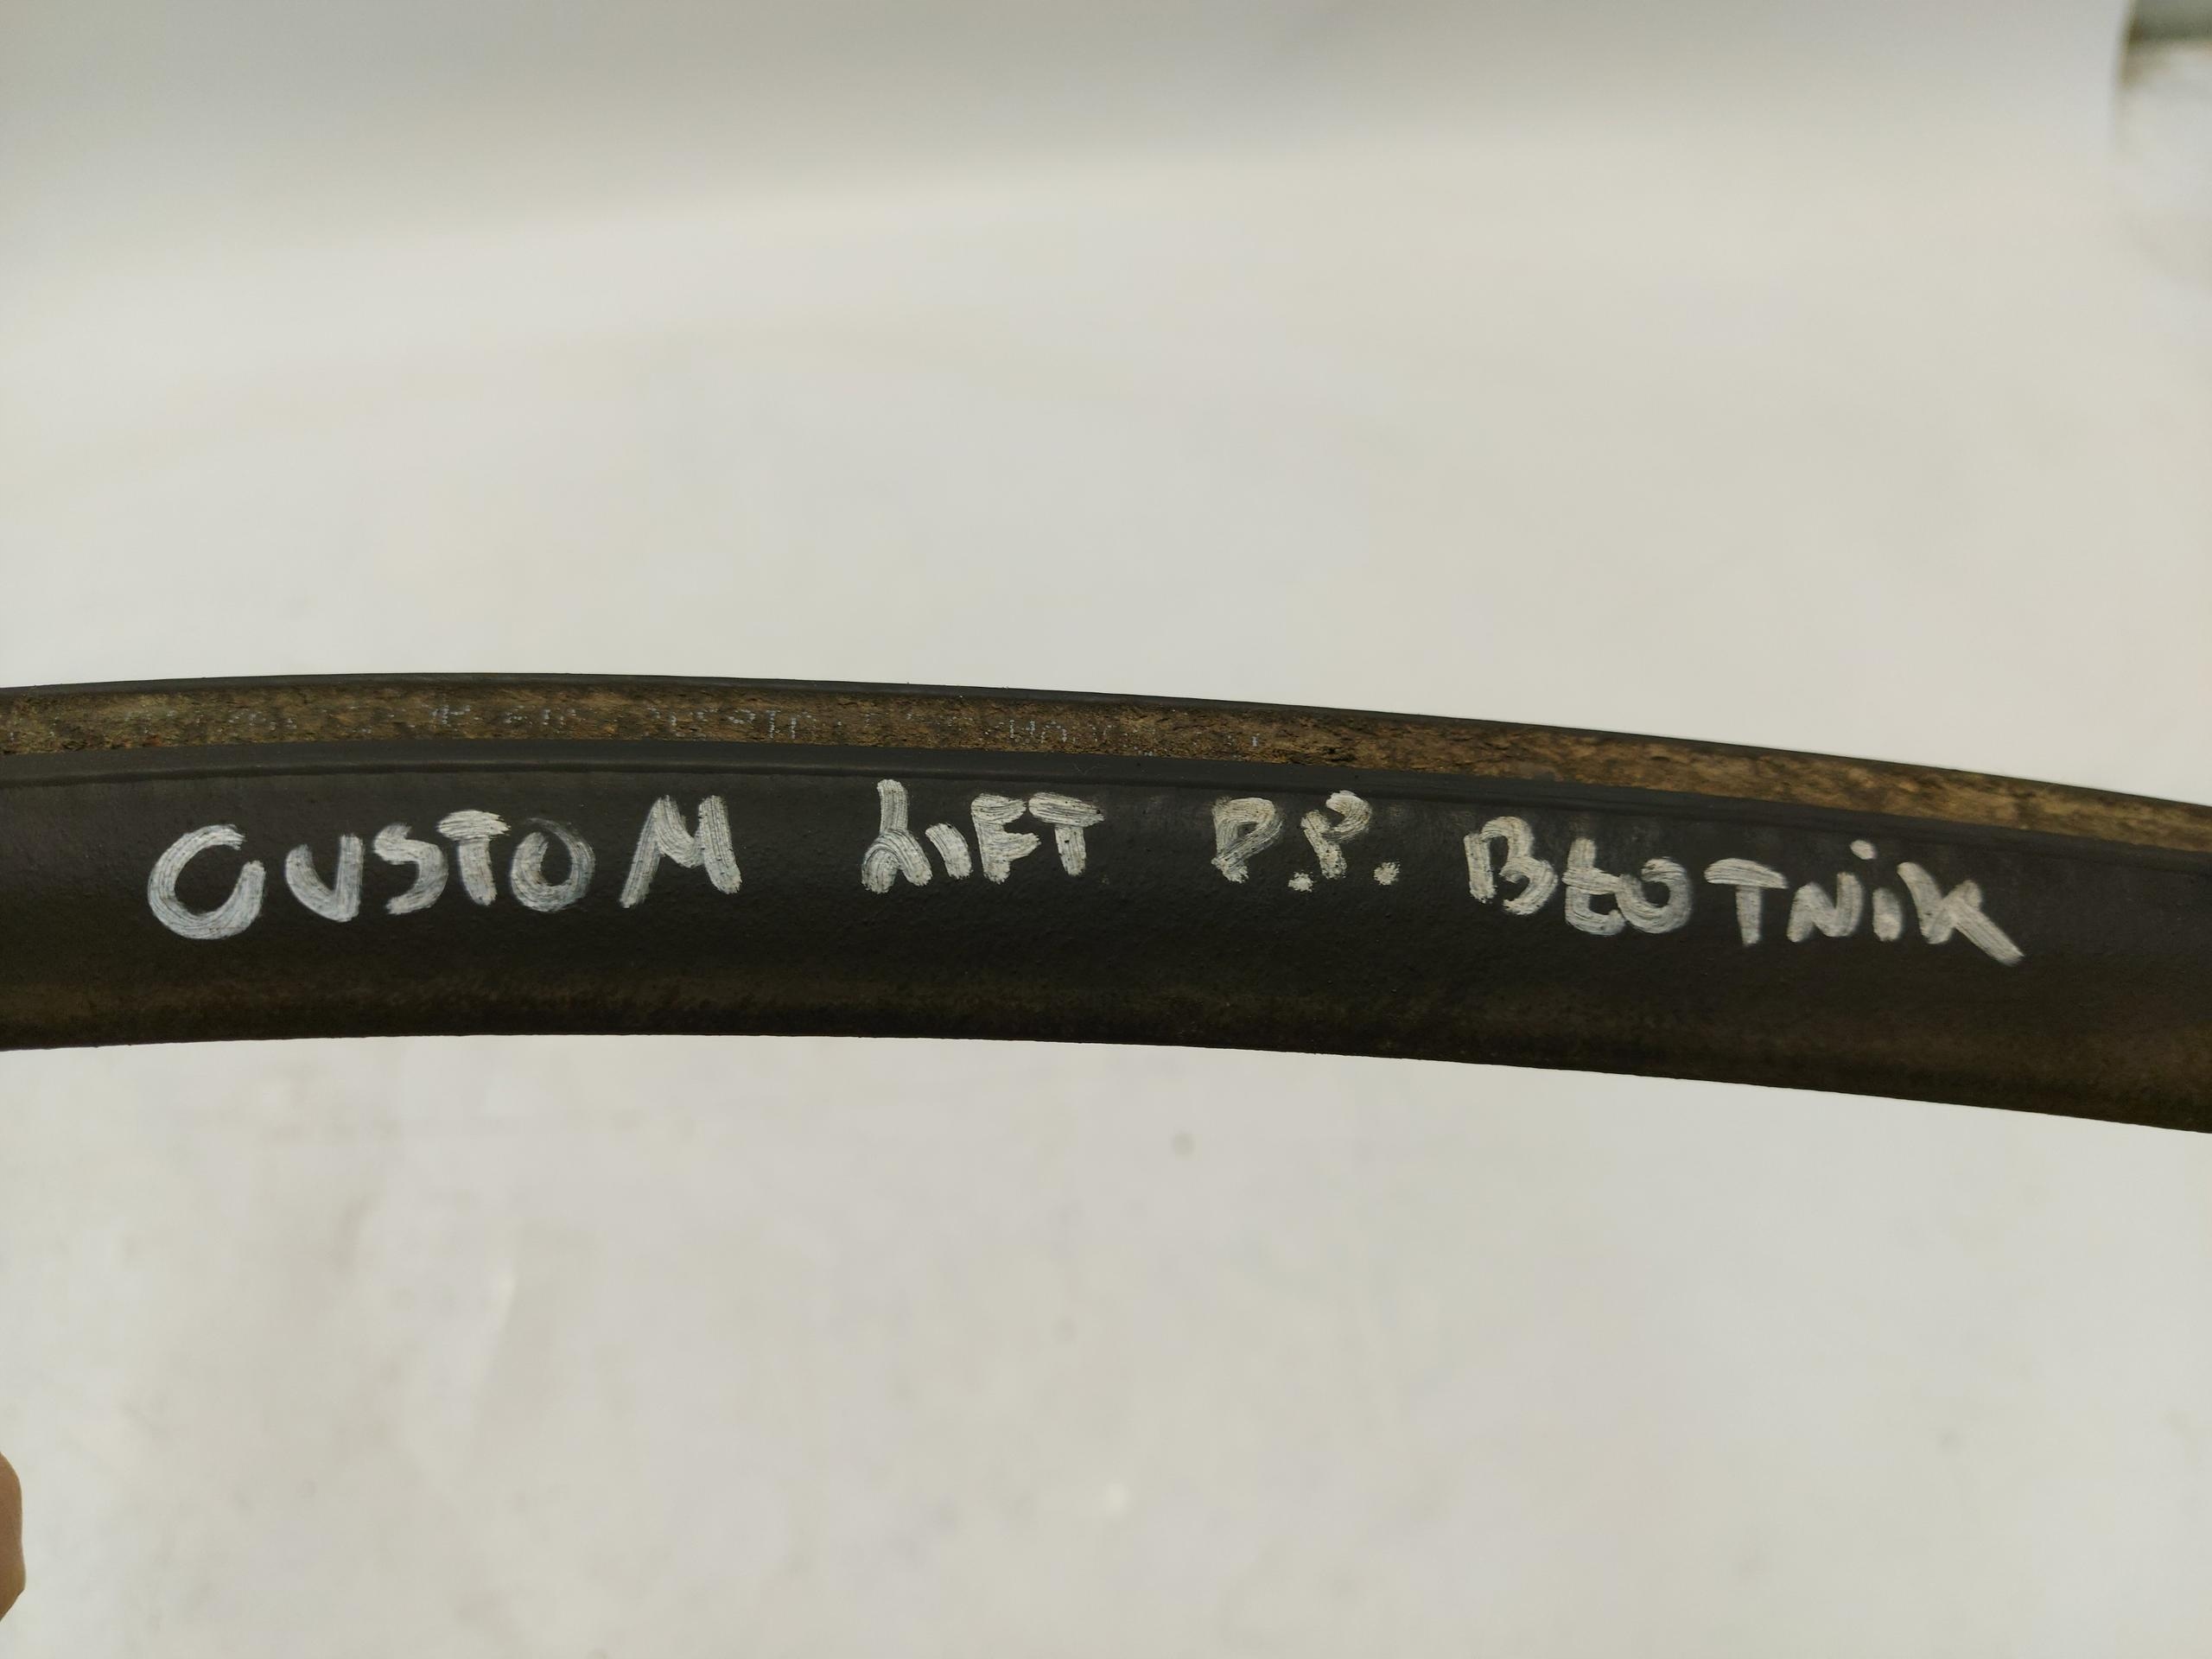 CUSTOM LIFT P.P. BŁOTNIK